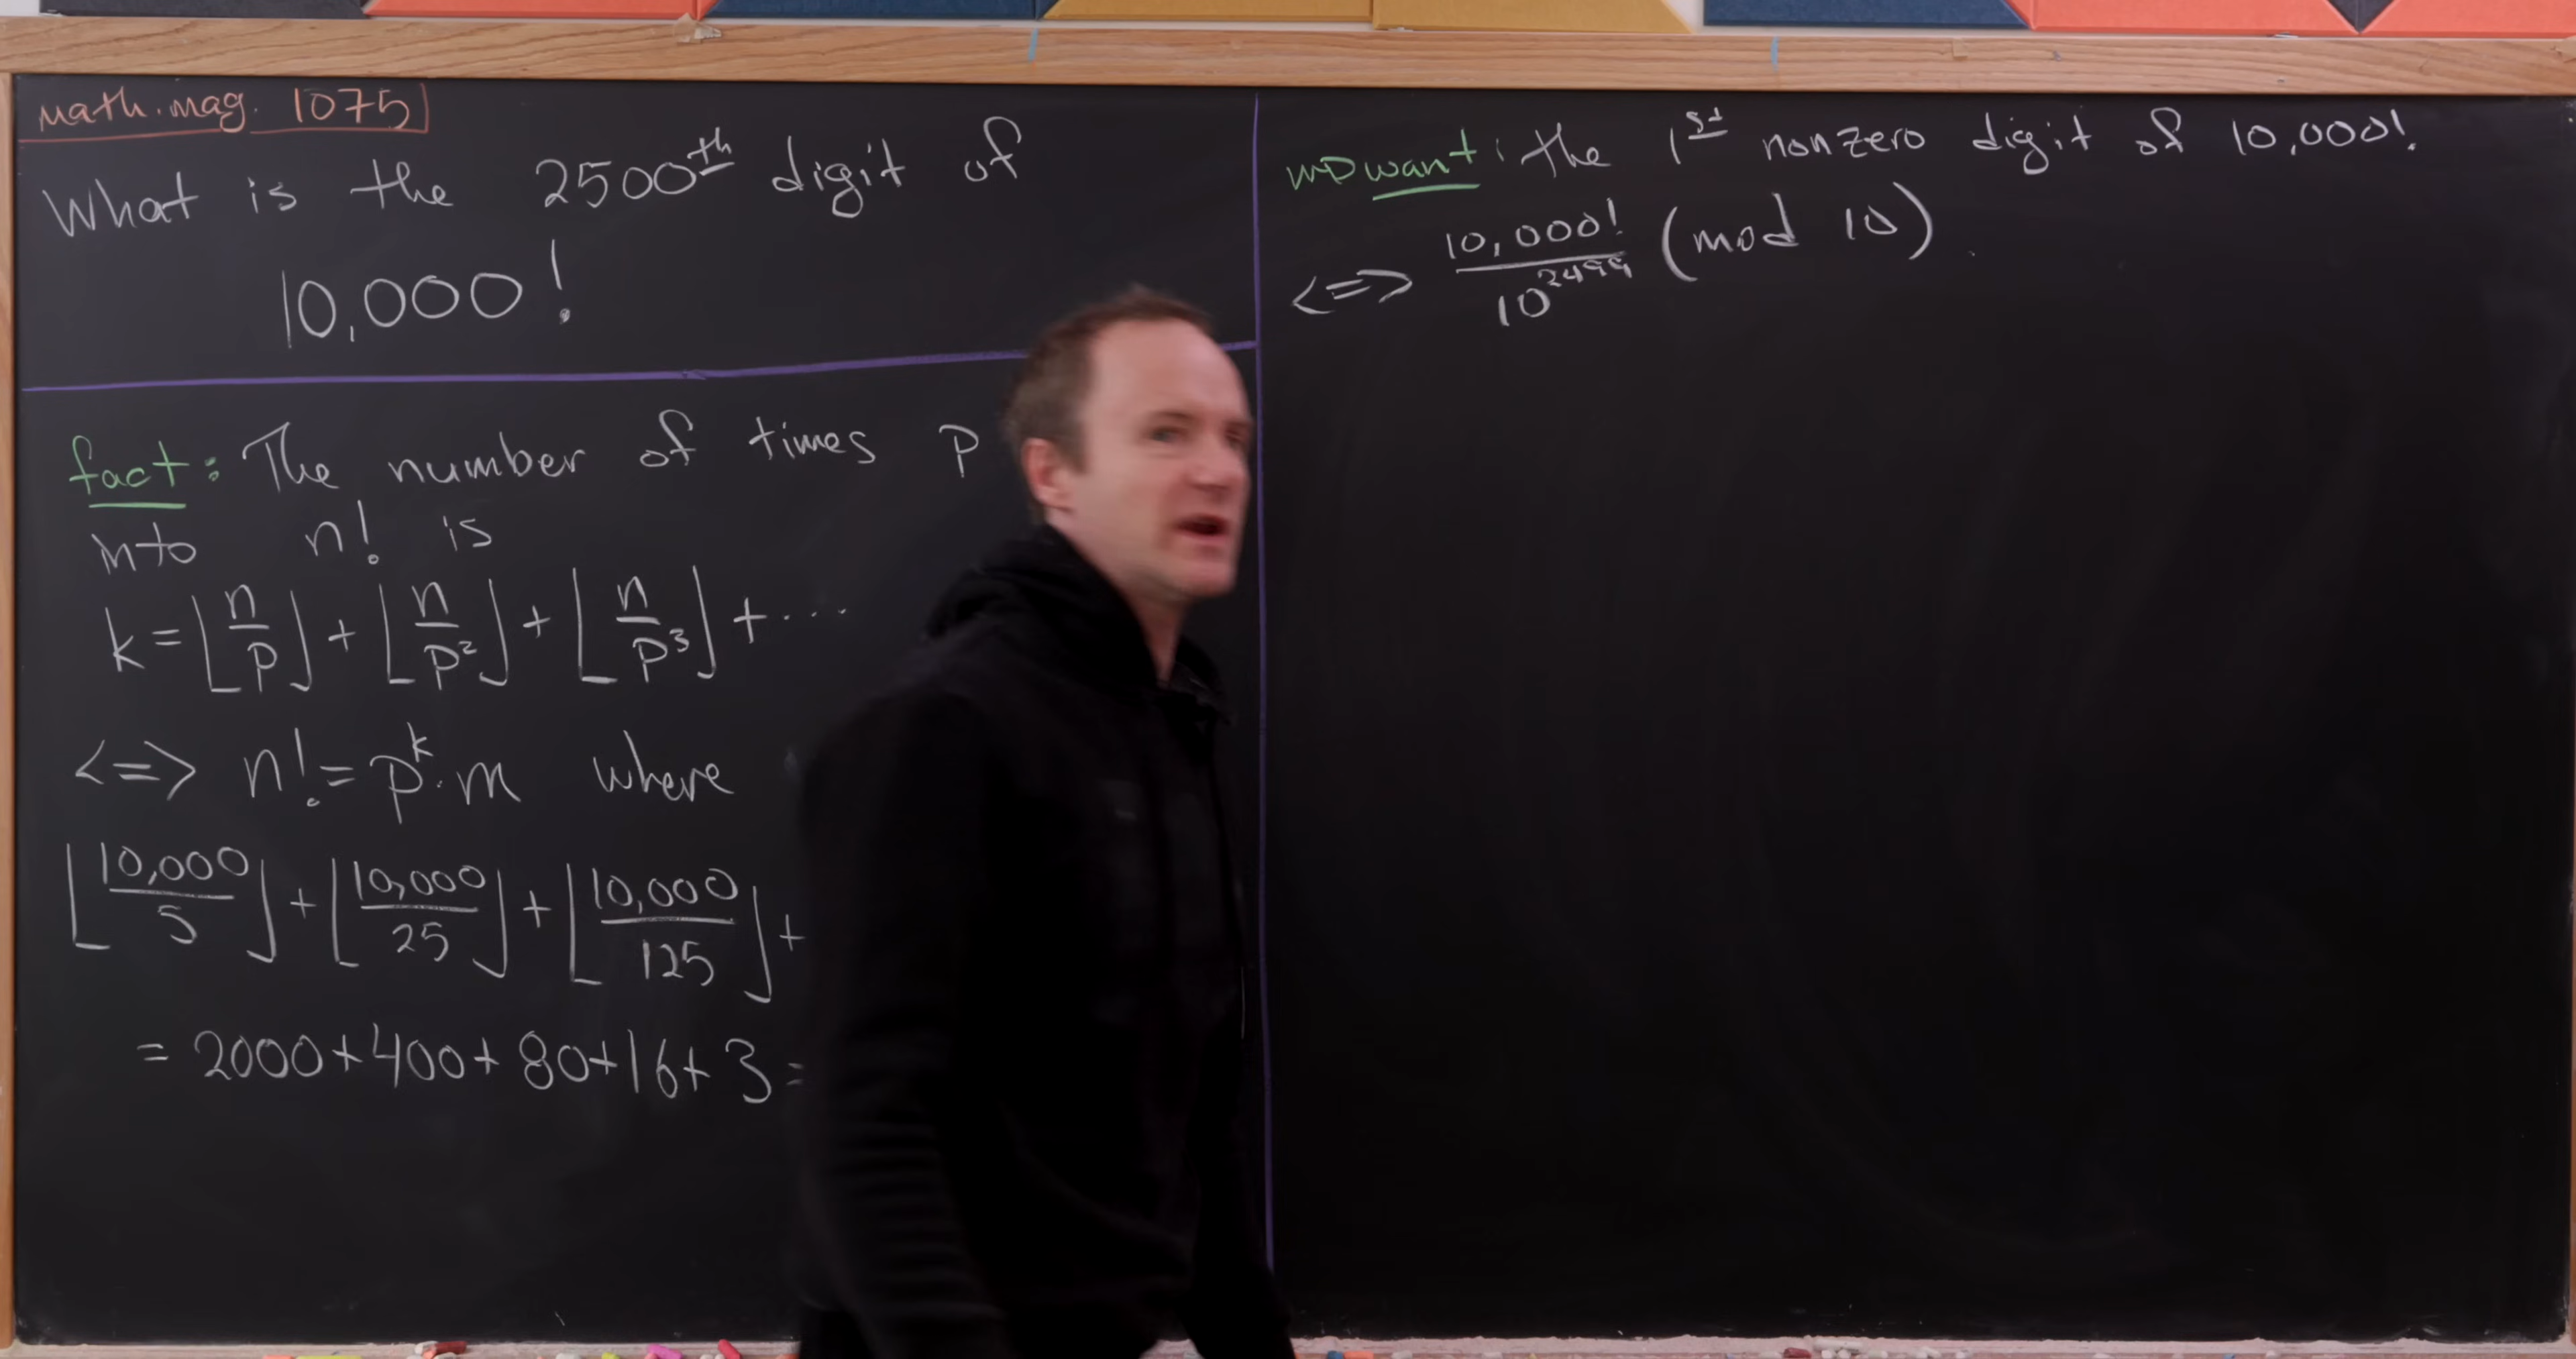 math.mag. 1075
What is the 2500th digit of
10,000!
fact: The number of times p
into n! is
k = ⌊n/p⌋ + ⌊n/p²⌋ + ⌊n/p³⌋ + ...
<=> n! = p^k · m where
⌊10,000/5⌋ + ⌊10,000/25⌋ + ⌊10,000/125⌋ +
= 2000 + 400 + 80 + 16 + 3 =
want: the 1st nonzero digit of 10,000!
<=> 10,000!/10^2499 (mod 10)